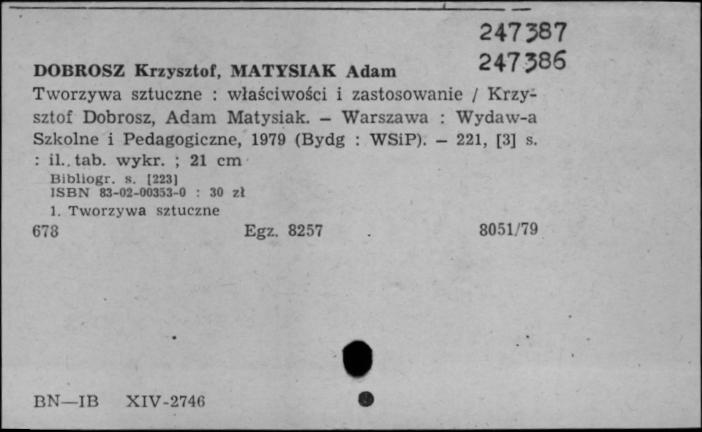 247387
247386
DOBROSZ Krzysztof, MATYSIAK Adam
Tworzywa sztuczne : właściwości i zastosowanie / Krzy-
sztof Dobrosz, Adam Matysiak. — Warszawa : Wydaw-a
Szkolne i Pedagogiczne, 1979 (Bydg : WSiP). — 221, [3] s.
: il., tab. wykr. ; 21 cm
Bibliogr. s. [223]
ISBN 83-02-00353-0 : 30 zł
1. Tworzywa sztuczne
678 Egz. 8257 8051/79
BN—IB XIV-2746